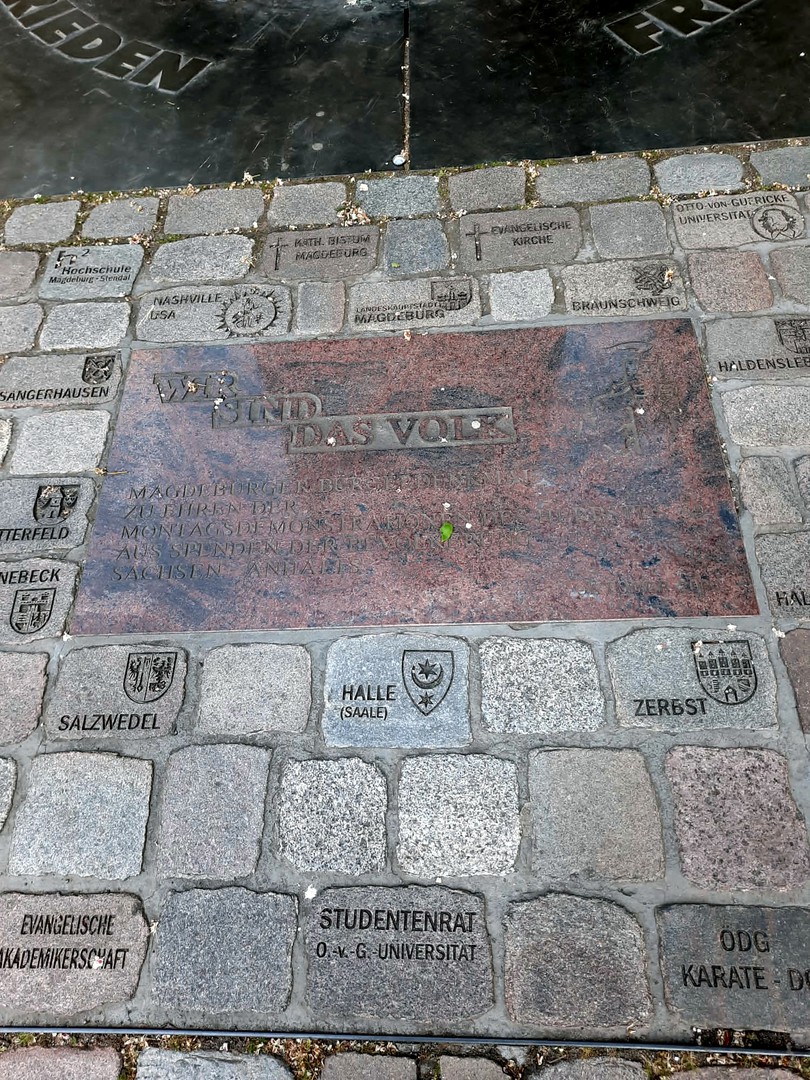 FRIEDEN
FR
OTTO-VON-GUERICKE
UNIVERSITÄT
KATH. BISTUM
MAGDEBURG
EVANGELISCHE
KIRCHE
Hochschule
Magdeburg - Stendal
NASHVILLE
USA
LANDESHAUPTSTADT
MAGDEBURG
BRAUNSCHWEIG
HALDENSLEB
SANGERHAUSEN
WIR
SIND
DAS VOLK
MAGDEBURGER
ZU EHREN DER
MONTAGSDEMONSTRATIONEN
AUS SPENDEN DER
SACHSEN - ANHALTS
TTERFELD
NEBECK
HAL
SALZWEDEL
HALLE
(SAALE)
ZERBST
EVANGELISCHE
AKADEMIKERSCHAFT
STUDENTENRAT
O.-v.-G.-UNIVERSITÄT
ODG
KARATE - DO